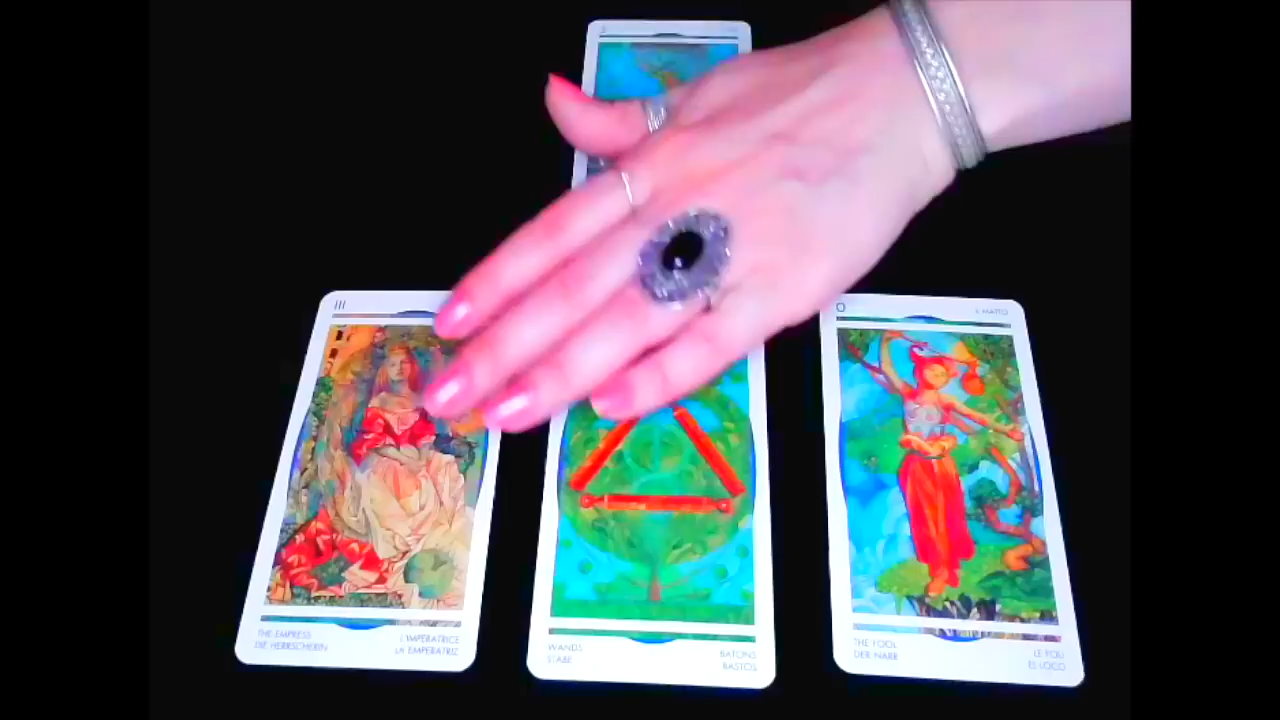 III
THE EMPRESS
DIE HERRSCHERIN
L'IMPERATRICE
LA EMPERATRIZ
WANDS
STÄBE
BATONS
BASTOS
0
IL MATTO
THE FOOL
DER NARR
LE FOU
EL LOCO